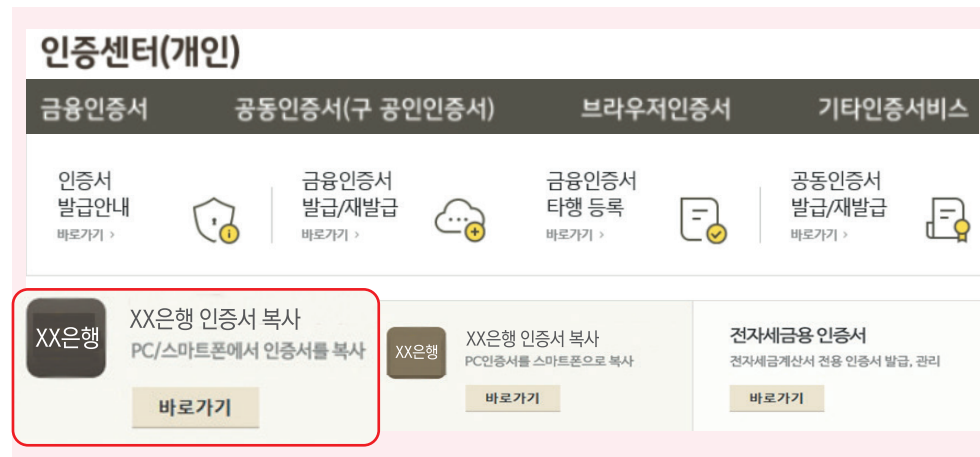 인증센터(개인)
금융인증서 공동인증서(구 공인인증서) 브라우저인증서 기타인증서비스
인증서
발급안내
바로가기 >
금융인증서
발급/재발급
바로가기 >
금융인증서
타행 등록
바로가기 >
공동인증서
발급/재발급
바로가기 >
XX은행
XX은행 인증서 복사
PC/스마트폰에서 인증서를 복사
바로가기
XX은행
XX은행 인증서 복사
PC인증서를 스마트폰으로 복사
바로가기
전자세금용 인증서
전자세금계산서 전용 인증서 발급, 관리
바로가기